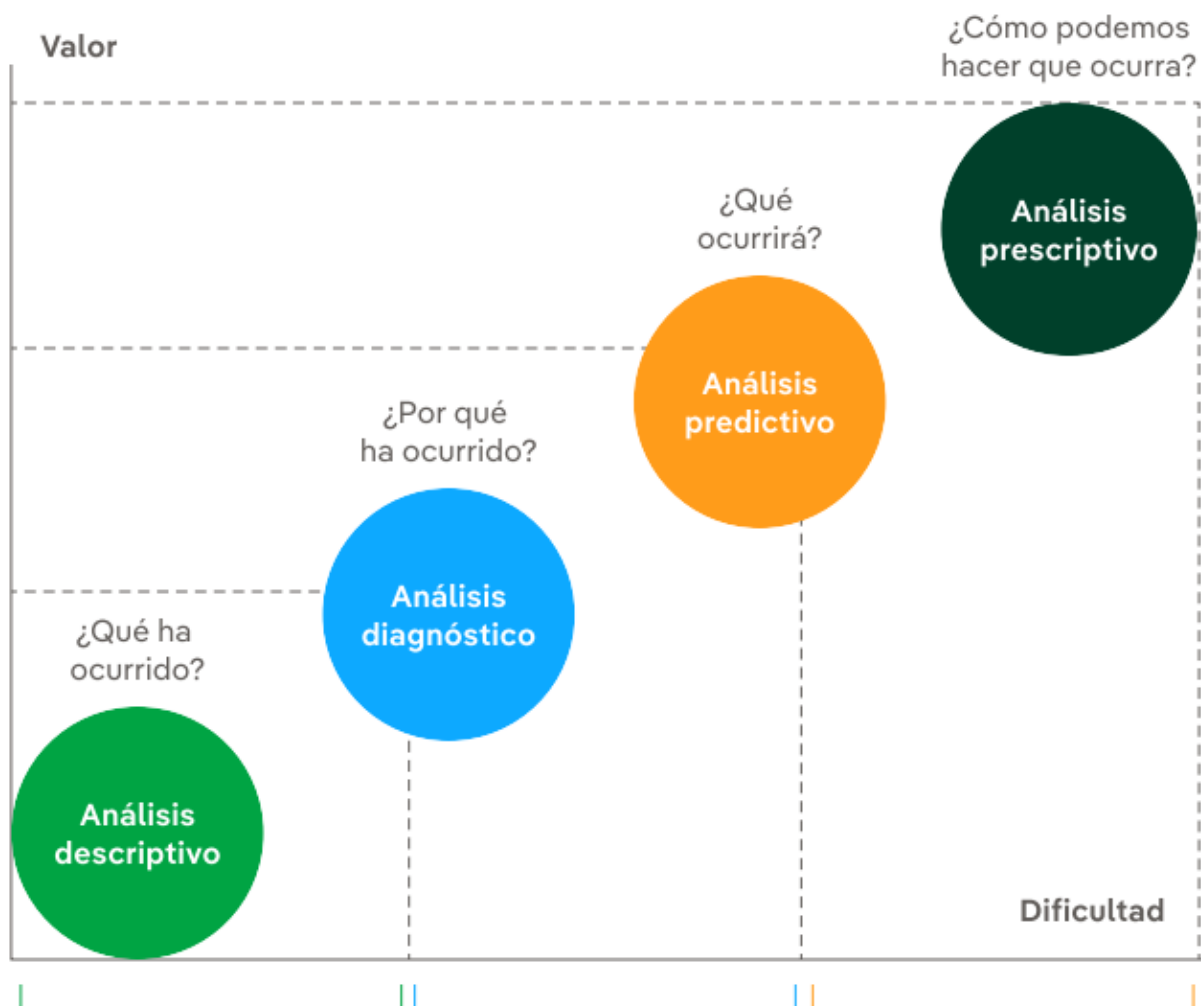 Valor
¿Cómo podemos
hacer que ocurra?
Análisis
prescriptivo
¿Qué
ocurrirá?
Análisis
predictivo
¿Por qué
ha ocurrido?
Análisis
diagnóstico
¿Qué ha
ocurrido?
Análisis
descriptivo
Dificultad